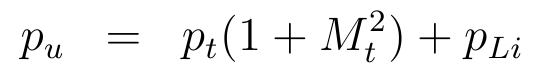 $p_u = p_t(1 + M_t^2) + p_{Li}$